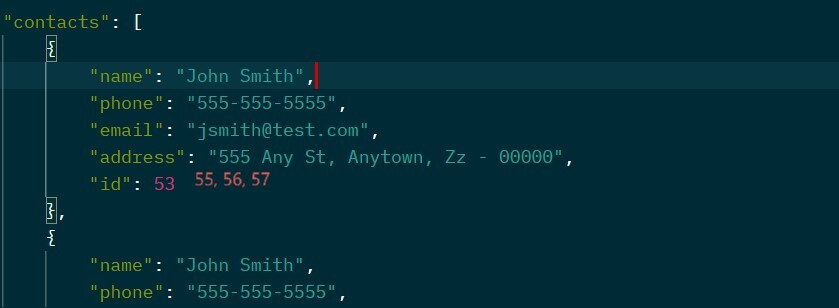 "contacts": [
{
"name": "John Smith",
"phone": "555-555-5555",
"email": "jsmith@test.com",
"address": "555 Any St, Anytown, Zz - 00000",
"id": 53 55, 56, 57
},
{
"name": "John Smith",
"phone": "555-555-5555",